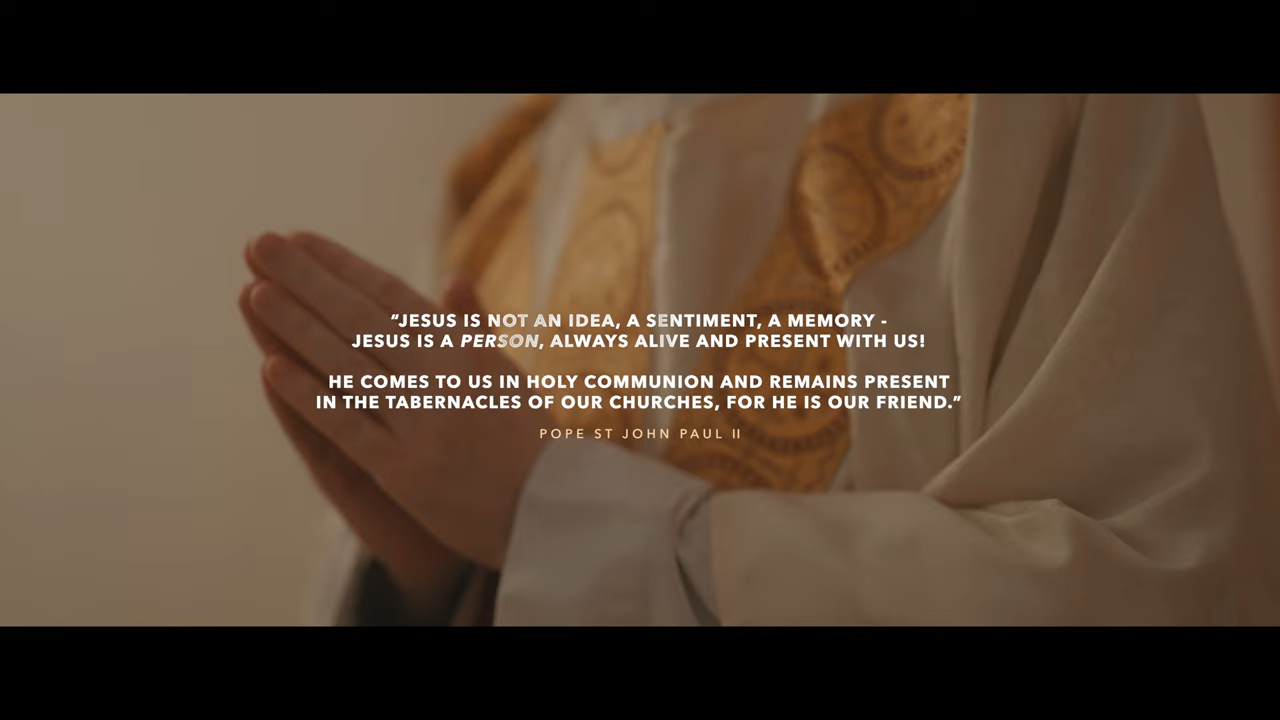 “JESUS IS NOT AN IDEA, A SENTIMENT, A MEMORY -
JESUS IS A PERSON, ALWAYS ALIVE AND PRESENT WITH US!
HE COMES TO US IN HOLY COMMUNION AND REMAINS PRESENT
IN THE TABERNACLES OF OUR CHURCHES, FOR HE IS OUR FRIEND.”
POPE ST JOHN PAUL II